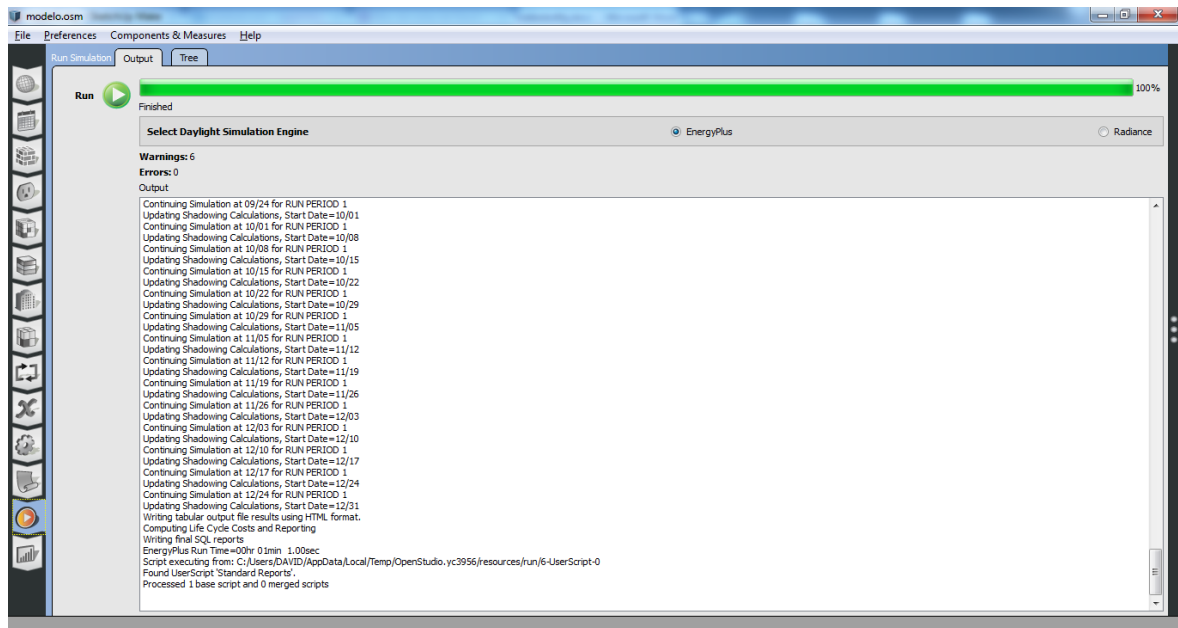 modelo.osm
File Preferences Components & Measures Help
Run Simulation Output Tree
Run 100%
Finished
Select Daylight Simulation Engine EnergyPlus Radiance
Warnings: 6
Errors: 0
Output
Continuing Simulation at 09/24 for RUN PERIOD 1
Updating Shadowing Calculations, Start Date=10/01
Continuing Simulation at 10/01 for RUN PERIOD 1
Updating Shadowing Calculations, Start Date=10/08
Continuing Simulation at 10/08 for RUN PERIOD 1
Updating Shadowing Calculations, Start Date=10/15
Continuing Simulation at 10/15 for RUN PERIOD 1
Updating Shadowing Calculations, Start Date=10/22
Continuing Simulation at 10/22 for RUN PERIOD 1
Updating Shadowing Calculations, Start Date=10/29
Continuing Simulation at 10/29 for RUN PERIOD 1
Updating Shadowing Calculations, Start Date=11/05
Continuing Simulation at 11/05 for RUN PERIOD 1
Updating Shadowing Calculations, Start Date=11/12
Continuing Simulation at 11/12 for RUN PERIOD 1
Updating Shadowing Calculations, Start Date=11/19
Continuing Simulation at 11/19 for RUN PERIOD 1
Updating Shadowing Calculations, Start Date=11/26
Continuing Simulation at 11/26 for RUN PERIOD 1
Updating Shadowing Calculations, Start Date=12/03
Continuing Simulation at 12/03 for RUN PERIOD 1
Updating Shadowing Calculations, Start Date=12/10
Continuing Simulation at 12/10 for RUN PERIOD 1
Updating Shadowing Calculations, Start Date=12/17
Continuing Simulation at 12/17 for RUN PERIOD 1
Updating Shadowing Calculations, Start Date=12/24
Continuing Simulation at 12/24 for RUN PERIOD 1
Updating Shadowing Calculations, Start Date=12/31
Writing tabular output file results using HTML format.
Computing Life Cycle Costs and Reporting
Writing final SQL reports
EnergyPlus Run Time=00hr 01min 1.00sec
Script executing from: C:/Users/DAVID/AppData/Local/Temp/OpenStudio.yc3956/resources/run/6-UserScript-0
Found UserScript 'Standard Reports'.
Processed 1 base script and 0 merged scripts